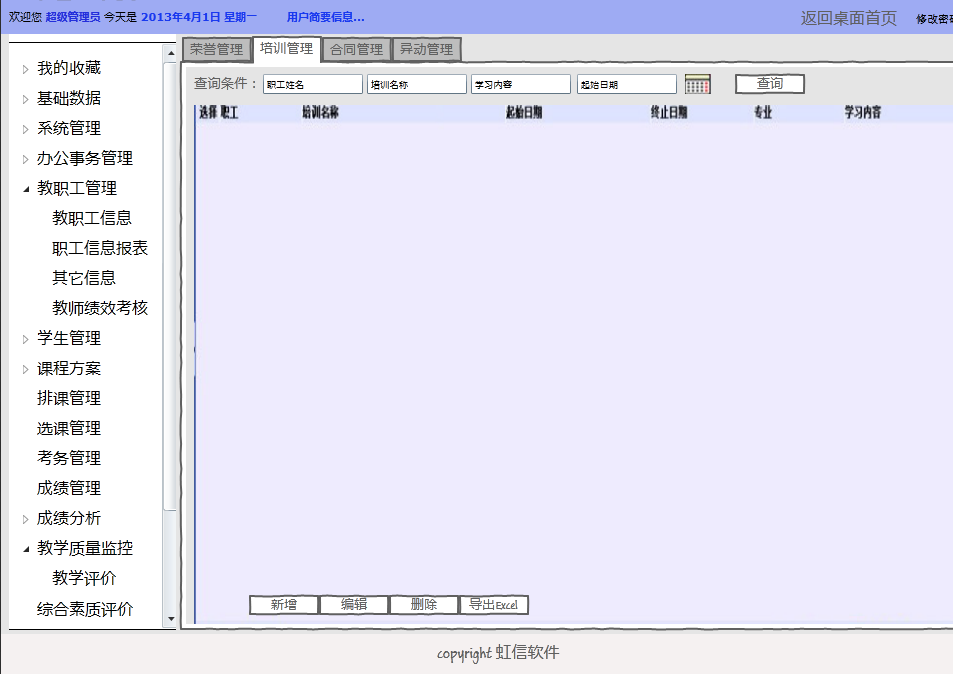 欢迎您 超级管理员 今天是 2013年4月1日 星期一 用户简要信息... 返回桌面首页 修改密
荣誉管理 培训管理 合同管理 异动管理
查询条件： 职工姓名 培训名称 学习内容 起始日期 查询
选择 职工 培训名称 起始日期 终止日期 专业 学习内容
我的收藏
基础数据
系统管理
办公事务管理
教职工管理
教职工信息
职工信息报表
其它信息
教师绩效考核
学生管理
课程方案
排课管理
选课管理
考务管理
成绩管理
成绩分析
教学质量监控
教学评价
综合素质评价
新增 编辑 删除 导出Excel
copyright 虹信软件